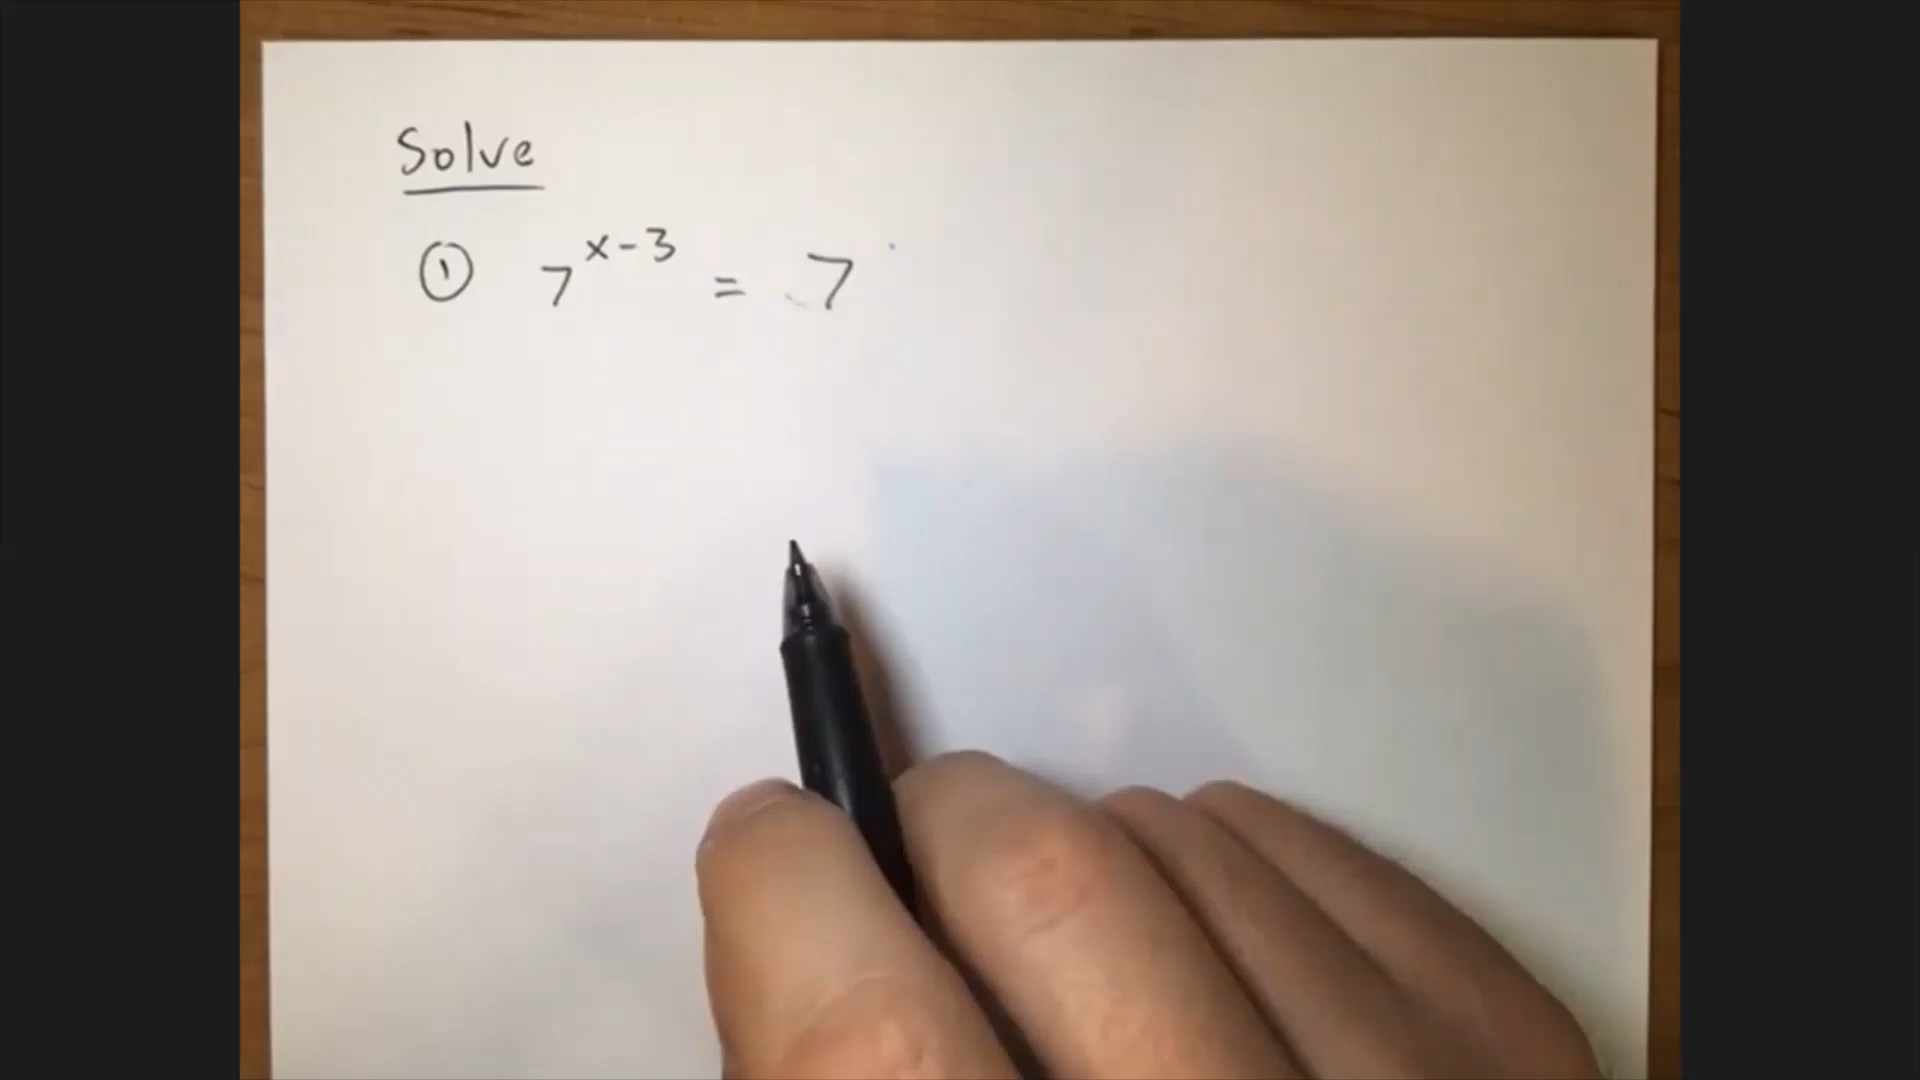 Solve
① 7^{x-3} = 7